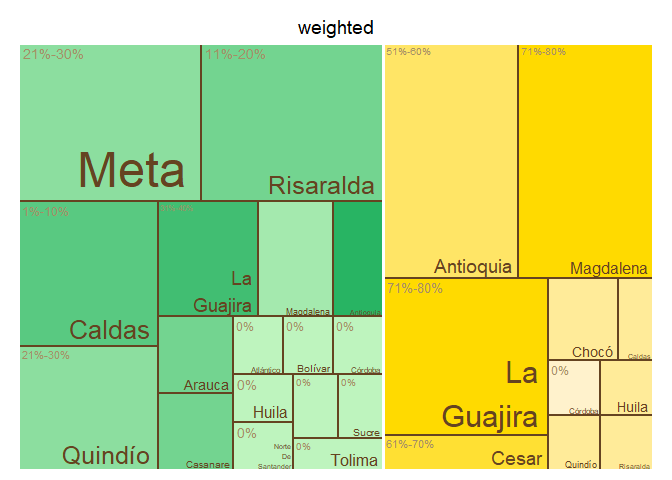 weighted
21%-30%
Meta
11%-20%
Risaralda
1%-10%
Caldas
21%-30%
Quindío
La
Guajira
Magdalena
Antioquia
Arauca
Casanare
0%
Atlántico
0%
Bolívar
0%
Córdoba
0%
Huila
0%
0%
Sucre
0%
Norte
De
Santander
0%
Tolima
51%-60%
Antioquia
71%-80%
Magdalena
71%-80%
La
Guajira
61%-70%
Cesar
Chocó
Caldas
0%
Córdoba
Huila
Quindío
Risaralda